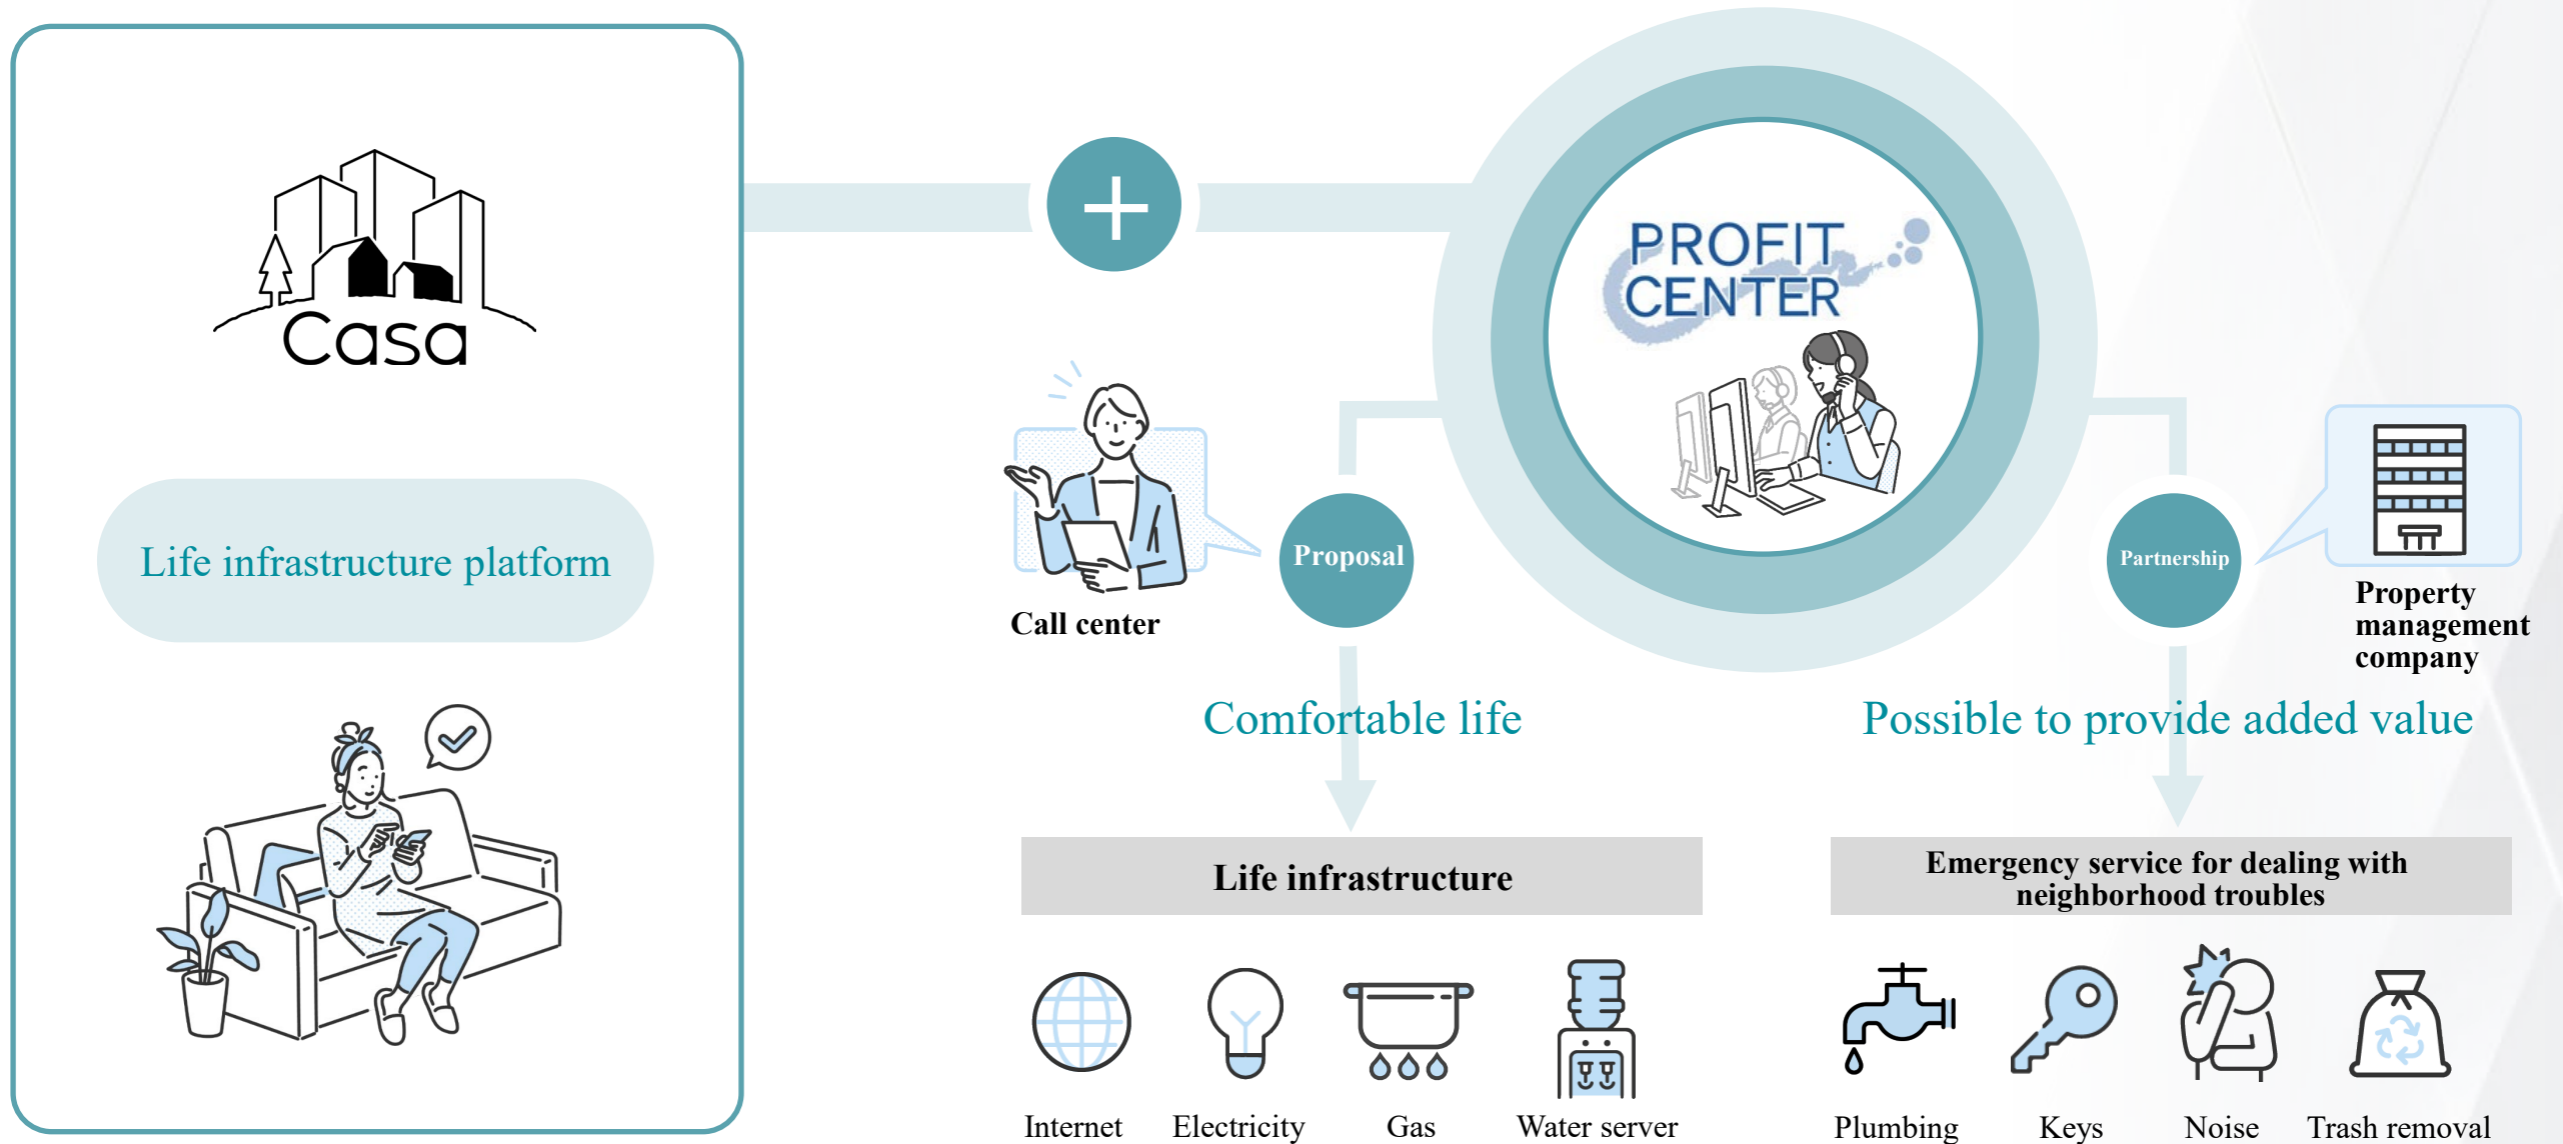 Casa
Life infrastructure platform
+
PROFIT
CENTER
Call center
Proposal
Partnership
Property
management
company
Comfortable life
Possible to provide added value
Life infrastructure
Emergency service for dealing with
neighborhood troubles
Internet
Electricity
Gas
Water server
Plumbing
Keys
Noise
Trash removal